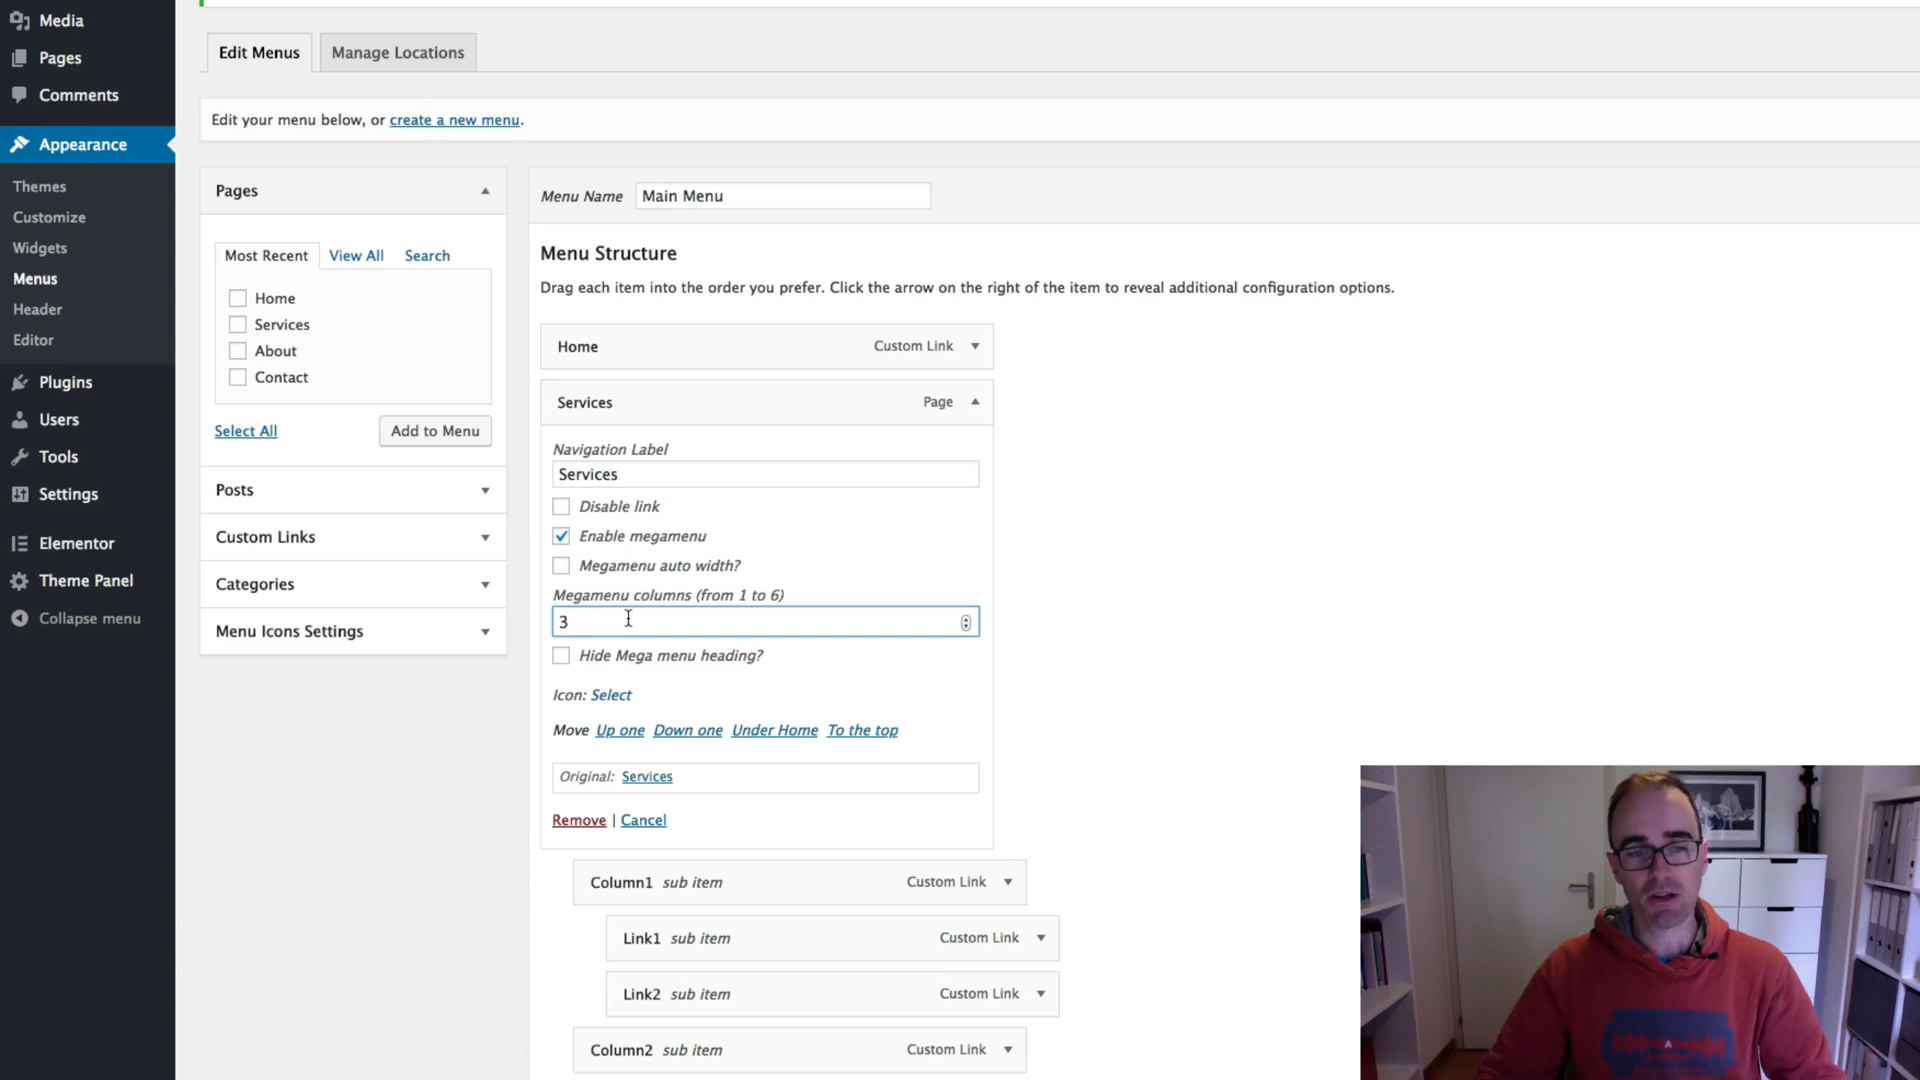 Media
Pages
Comments
Appearance
Themes
Customize
Widgets
Menus
Header
Editor
Plugins
Users
Tools
Settings
Elementor
Theme Panel
Collapse menu
Edit Menus
Manage Locations
Edit your menu below, or create a new menu.
Pages
Most Recent View All Search
Home
Services
About
Contact
Select All Add to Menu
Posts
Custom Links
Categories
Menu Icons Settings
Menu Name Main Menu
Menu Structure
Drag each item into the order you prefer. Click the arrow on the right of the item to reveal additional configuration options.
Home Custom Link
Services Page
Navigation Label
Services
Disable link
Enable megamenu
Megamenu auto width?
Megamenu columns (from 1 to 6)
3
Hide Mega menu heading?
Icon: Select
Move Up one Down one Under Home To the top
Original: Services
Remove | Cancel
Column1 sub item Custom Link
Link1 sub item Custom Link
Link2 sub item Custom Link
Column2 sub item Custom Link